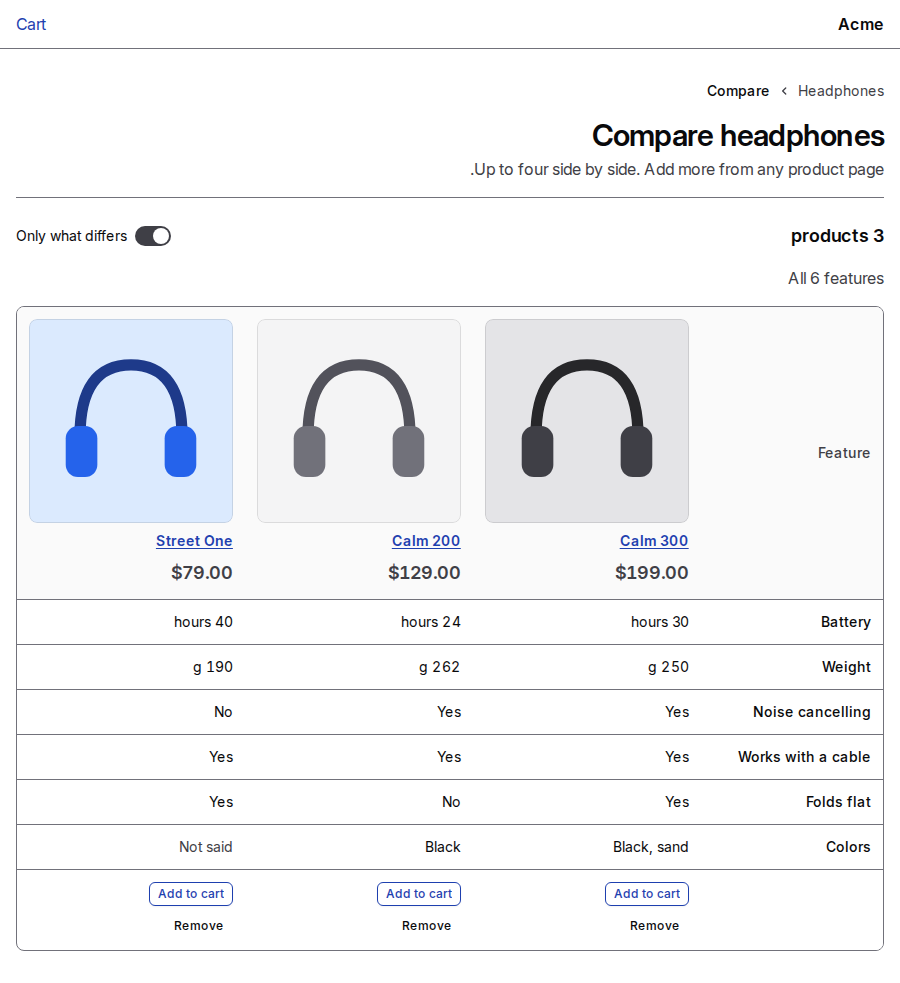 Acme
Cart
Headphones ‹ Compare
Compare headphones
.Up to four side by side. Add more from any product page
products 3
Only what differs
All 6 features
Feature
Calm 300
$199.00
Calm 200
$129.00
Street One
$79.00
Battery
hours 30
hours 24
hours 40
Weight
g 250
g 262
g 190
Noise cancelling
Yes
Yes
No
Works with a cable
Yes
Yes
Yes
Folds flat
Yes
No
Yes
Colors
Black, sand
Black
Not said
Add to cart
Remove
Add to cart
Remove
Add to cart
Remove